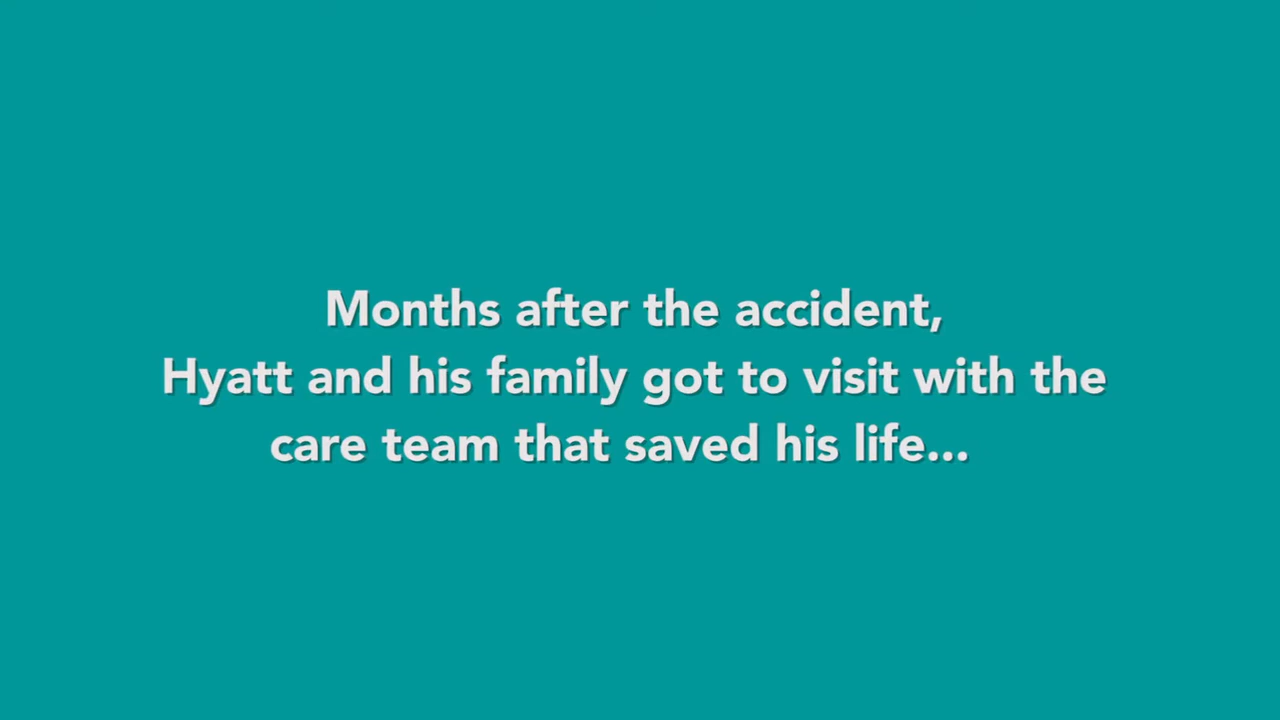 Months after the accident,
Hyatt and his family got to visit with the
care team that saved his life...